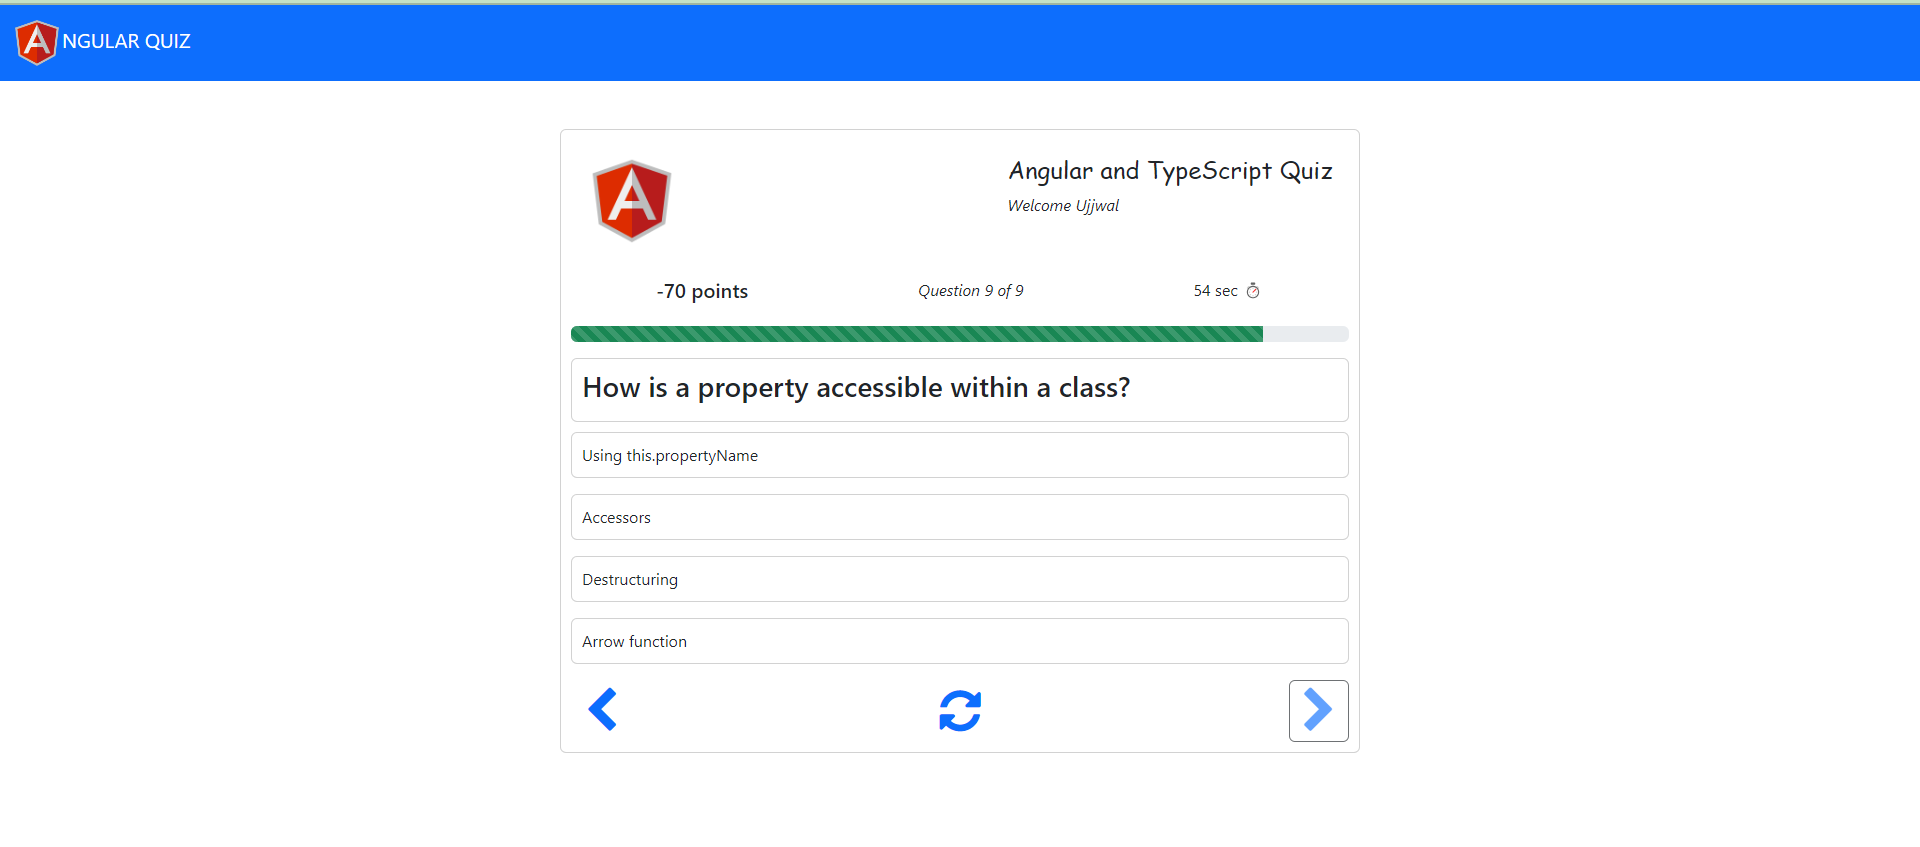 NGULAR QUIZ
Angular and TypeScript Quiz
Welcome Ujjwal
-70 points
Question 9 of 9
54 sec
How is a property accessible within a class?
Using this.propertyName
Accessors
Destructuring
Arrow function